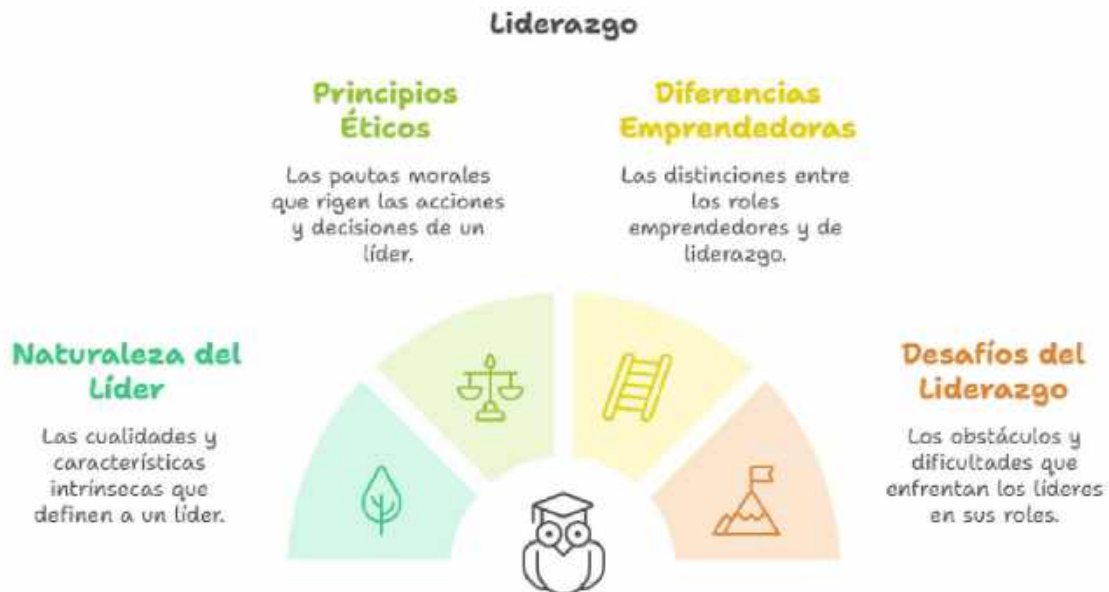 Liderazgo
Principios
Éticos
Las pautas morales
que rigen las acciones
y decisiones de un
líder.
Diferencias
Emprendedoras
Las distinciones entre
los roles
emprendedores y de
liderazgo.
Naturaleza del
Líder
Las cualidades y
características
intrínsecas que
definen a un líder.
Desafíos del
Liderazgo
Los obstáculos y
dificultades que
enfrentan los líderes
en sus roles.